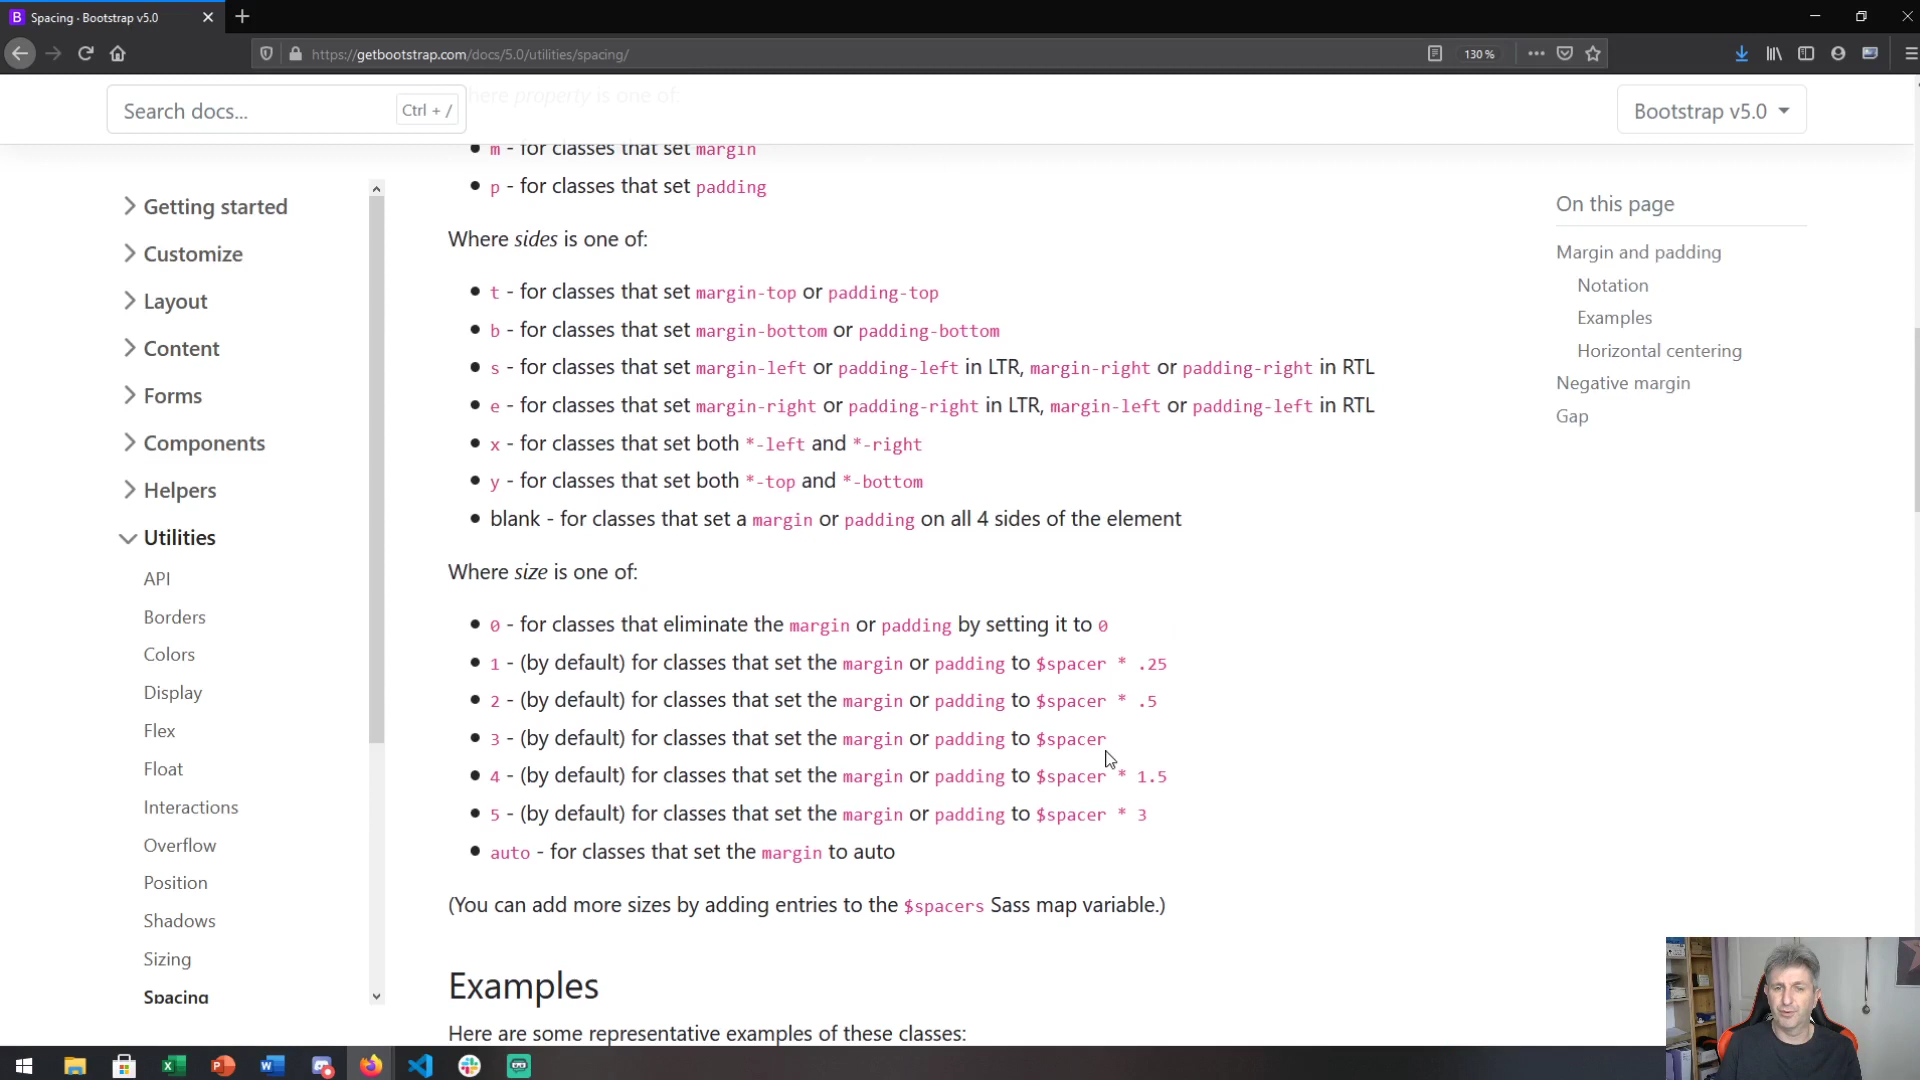 Spacing · Bootstrap v5.0
https://getbootstrap.com/docs/5.0/utilities/spacing/
130 %
Search docs...
Ctrl + /
Bootstrap v5.0
Where property is one of:
m - for classes that set margin
p - for classes that set padding
Where sides is one of:
t - for classes that set margin-top or padding-top
b - for classes that set margin-bottom or padding-bottom
s - for classes that set margin-left or padding-left in LTR, margin-right or padding-right in RTL
e - for classes that set margin-right or padding-right in LTR, margin-left or padding-left in RTL
x - for classes that set both *-left and *-right
y - for classes that set both *-top and *-bottom
blank - for classes that set a margin or padding on all 4 sides of the element
Where size is one of:
0 - for classes that eliminate the margin or padding by setting it to 0
1 - (by default) for classes that set the margin or padding to $spacer * .25
2 - (by default) for classes that set the margin or padding to $spacer * .5
3 - (by default) for classes that set the margin or padding to $spacer
4 - (by default) for classes that set the margin or padding to $spacer * 1.5
5 - (by default) for classes that set the margin or padding to $spacer * 3
auto - for classes that set the margin to auto
(You can add more sizes by adding entries to the $spacers Sass map variable.)
Examples
Here are some representative examples of these classes:
Getting started
Customize
Layout
Content
Forms
Components
Helpers
Utilities
API
Borders
Colors
Display
Flex
Float
Interactions
Overflow
Position
Shadows
Sizing
Spacing
On this page
Margin and padding
Notation
Examples
Horizontal centering
Negative margin
Gap